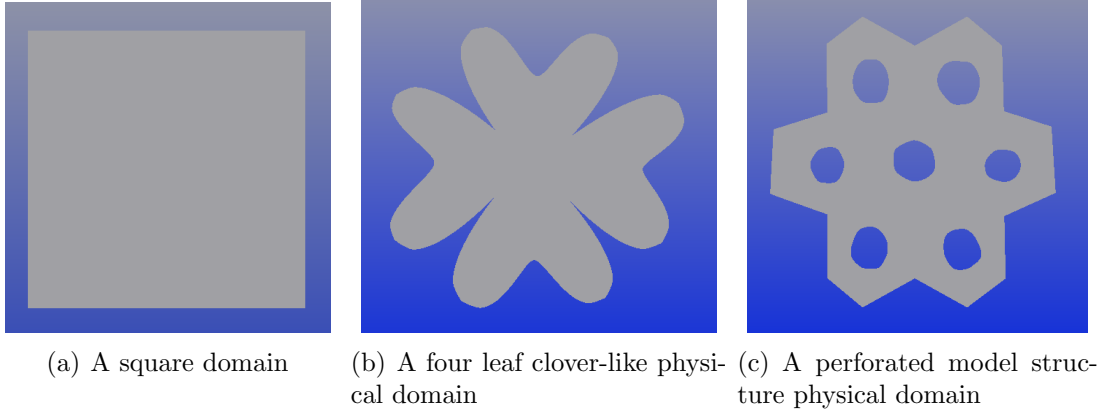 (a) A square domain
(b) A four leaf clover-like physi-
cal domain
(c) A perforated model struc-
ture physical domain